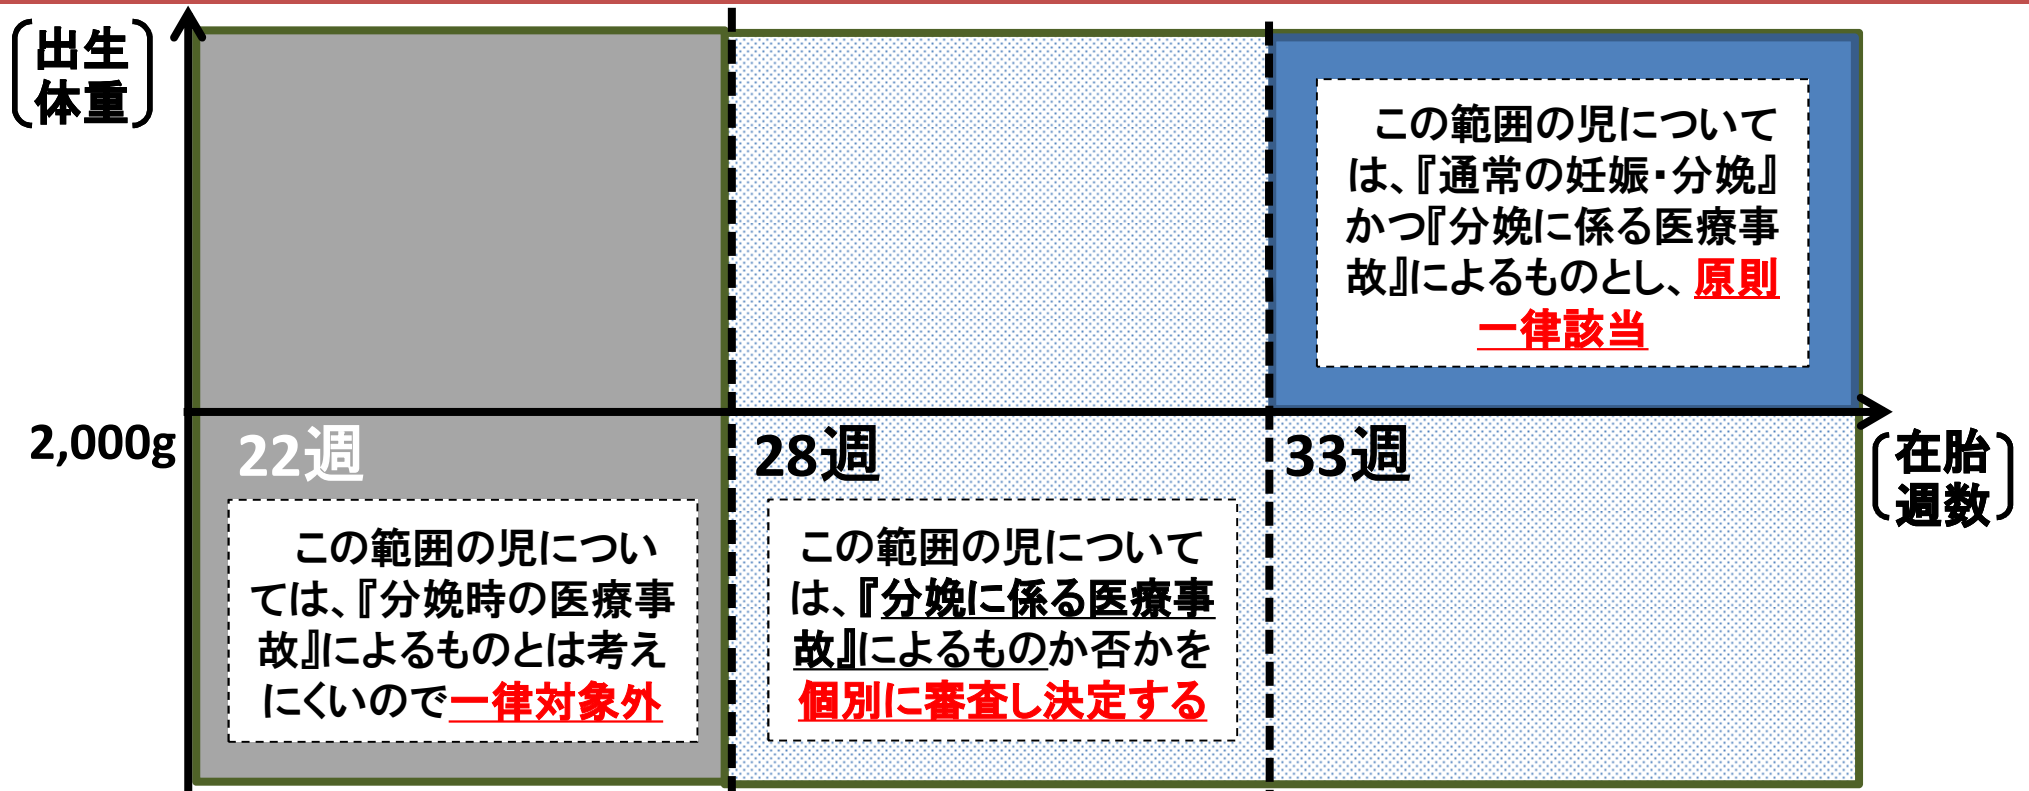 出生
体重
この範囲の児について
は、『通常の妊娠・分娩』
かつ『分娩に係る医療事
故』によるものとし、原則
一律該当
2,000g
22週
28週
33週
在胎
週数
この範囲の児につい
ては、『分娩時の医療事
故』によるものとは考え
にくいので一律対象外
この範囲の児について
は、『分娩に係る医療事
故』によるものか否かを
個別に審査し決定する